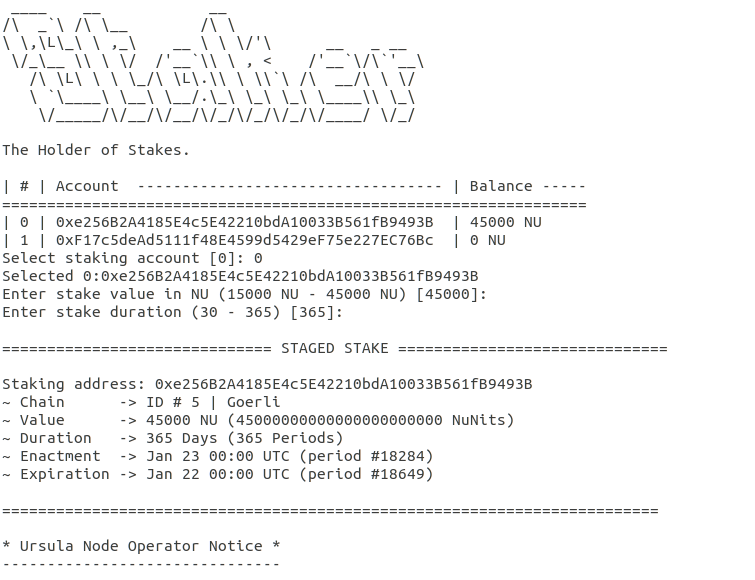 Staker
The Holder of Stakes.
| # | Account ---------------------------------- | Balance -----
=================================================================
| 0 | 0xe256B2A4185E4c5E42210bdA10033B561fB9493B | 45000 NU
| 1 | 0xF17c5deAd5111f48E4599d5429eF75e227EC76Bc | 0 NU
Select staking account [0]: 0
Selected 0:0xe256B2A4185E4c5E42210bdA10033B561fB9493B
Enter stake value in NU (15000 NU - 45000 NU) [45000]:
Enter stake duration (30 - 365) [365]:
============================== STAGED STAKE ==============================
Staking address: 0xe256B2A4185E4c5E42210bdA10033B561fB9493B
~ Chain -> ID # 5 | Goerli
~ Value -> 45000 NU (45000000000000000000000 NuNits)
~ Duration -> 365 Days (365 Periods)
~ Enactment -> Jan 23 00:00 UTC (period #18284)
~ Expiration -> Jan 22 00:00 UTC (period #18649)
=========================================================================
* Ursula Node Operator Notice *
-------------------------------